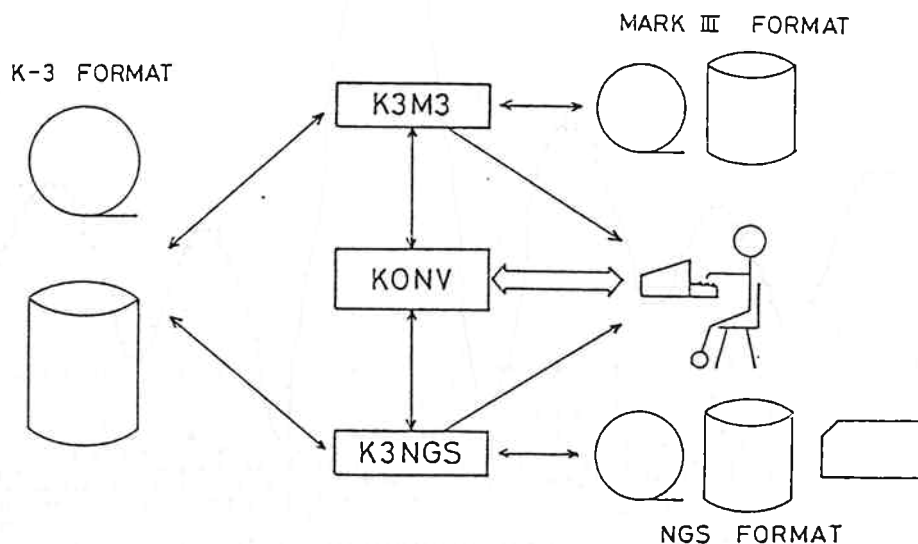 MARK III FORMAT
K-3 FORMAT
K3M3
KONV
K3NGS
NGS FORMAT